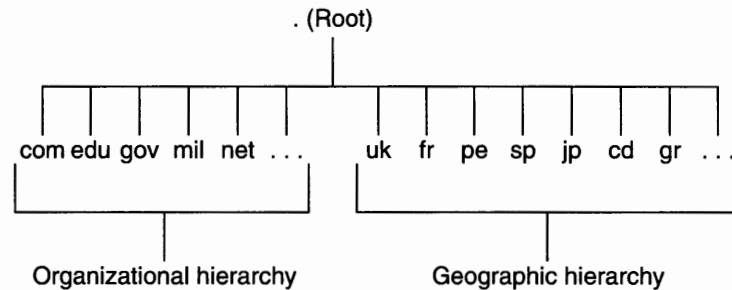 . (Root)
com edu gov mil net . . . uk fr pe sp jp cd gr . . .
Organizational hierarchy Geographic hierarchy